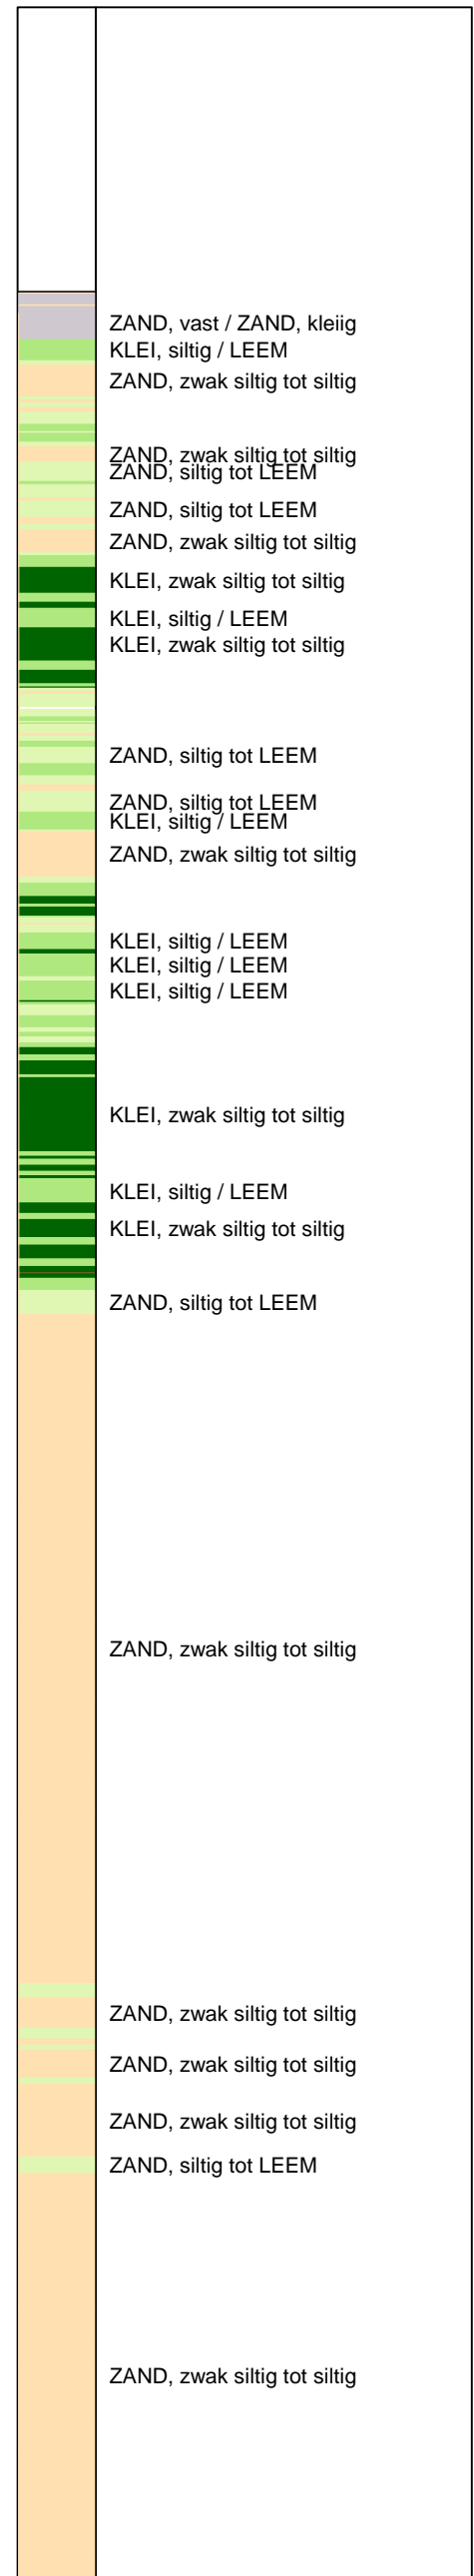 ZAND, vast / ZAND, kleiig
KLEI, siltig / LEEM
ZAND, zwak siltig tot siltig
ZAND, zwak siltig tot siltig
ZAND, siltig tot LEEM
ZAND, siltig tot LEEM
ZAND, zwak siltig tot siltig
KLEI, zwak siltig tot siltig
KLEI, siltig / LEEM
KLEI, zwak siltig tot siltig
ZAND, siltig tot LEEM
ZAND, siltig tot LEEM
KLEI, siltig / LEEM
ZAND, zwak siltig tot siltig
KLEI, siltig / LEEM
KLEI, siltig / LEEM
KLEI, siltig / LEEM
KLEI, zwak siltig tot siltig
KLEI, siltig / LEEM
KLEI, zwak siltig tot siltig
ZAND, siltig tot LEEM
ZAND, zwak siltig tot siltig
ZAND, zwak siltig tot siltig
ZAND, zwak siltig tot siltig
ZAND, zwak siltig tot siltig
ZAND, siltig tot LEEM
ZAND, zwak siltig tot siltig